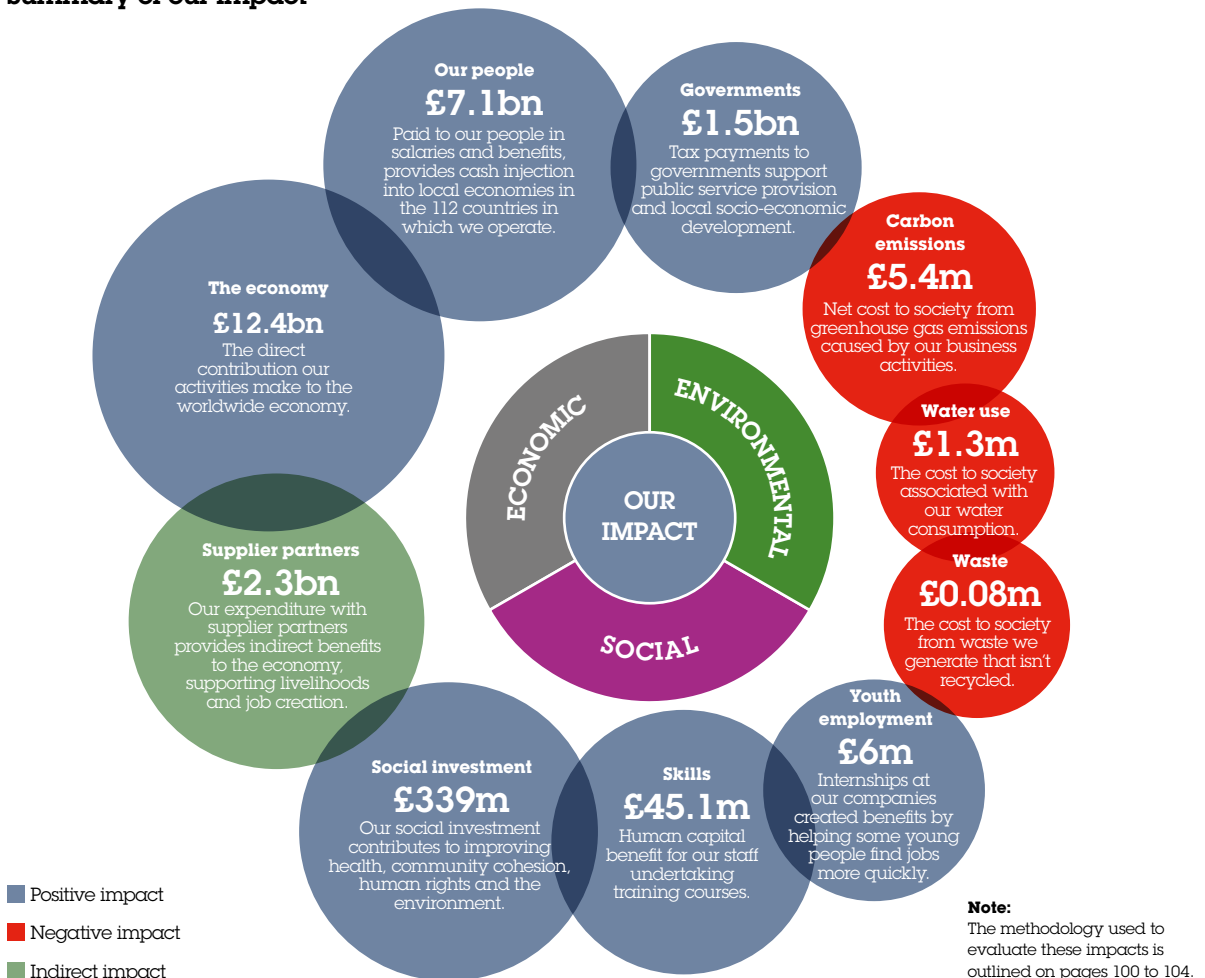 Summary of our impact
Our people
£7.1bn
Paid to our people in
salaries and benefits,
provides cash injection
into local economies in
the 112 countries in
which we operate.
Governments
£1.5bn
Tax payments to
governments support
public service provision
and local socio-economic
development.
Carbon
emissions
£5.4m
Net cost to society from
greenhouse gas emissions
caused by our business
activities.
Water use
£1.3m
The cost to society
associated with
our water
consumption.
Waste
£0.08m
The cost to society
from waste we
generate that isn't
recycled.
Youth
employment
£6m
Internships at
our companies
created benefits by
helping some young
people find jobs
more quickly.
Skills
£45.1m
Human capital
benefit for our staff
undertaking
training courses.
Social investment
£339m
Our social investment
contributes to improving
health, community cohesion,
human rights and the
environment.
Supplier partners
£2.3bn
Our expenditure with
supplier partners
provides indirect benefits
to the economy,
supporting livelihoods
and job creation.
The economy
£12.4bn
The direct
contribution our
activities make to the
worldwide economy.
ECONOMIC
ENVIRONMENTAL
SOCIAL
OUR
IMPACT
Positive impact
Negative impact
Indirect impact
Note:
The methodology used to
evaluate these impacts is
outlined on pages 100 to 104.